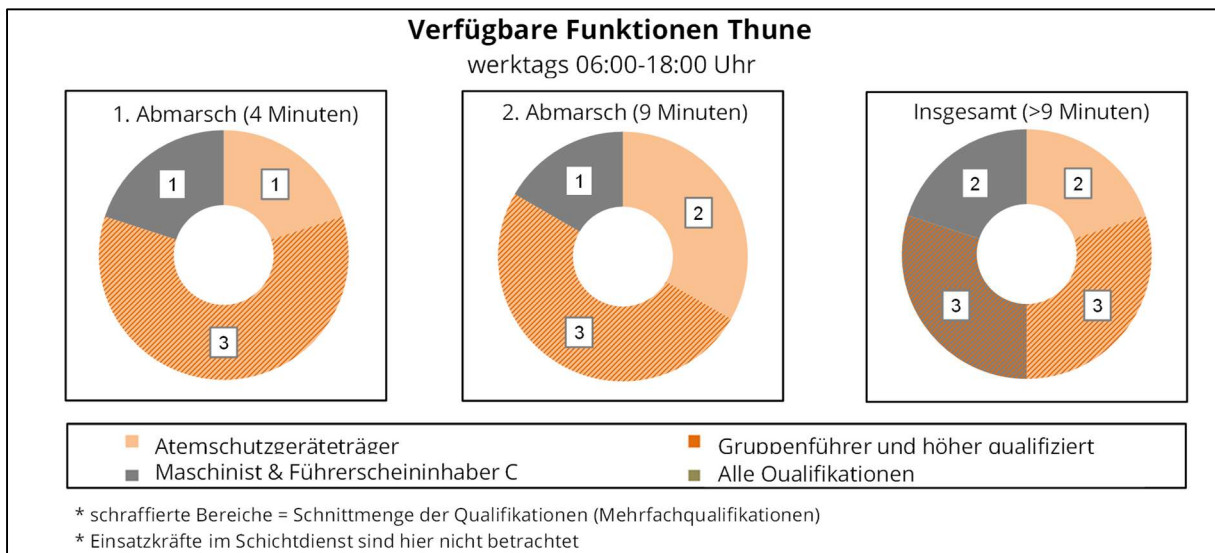 Verfügbare Funktionen Thune
werktags 06:00-18:00 Uhr
1. Abmarsch (4 Minuten)
1
1
3
2. Abmarsch (9 Minuten)
1
2
3
Insgesamt (>9 Minuten)
2
2
3
3
Atemschutzgeräteträger
Gruppenführer und höher qualifiziert
Maschinist & Führerscheininhaber C
Alle Qualifikationen
* schraffierte Bereiche = Schnittmenge der Qualifikationen (Mehrfachqualifikationen)
* Einsatzkräfte im Schichtdienst sind hier nicht betrachtet